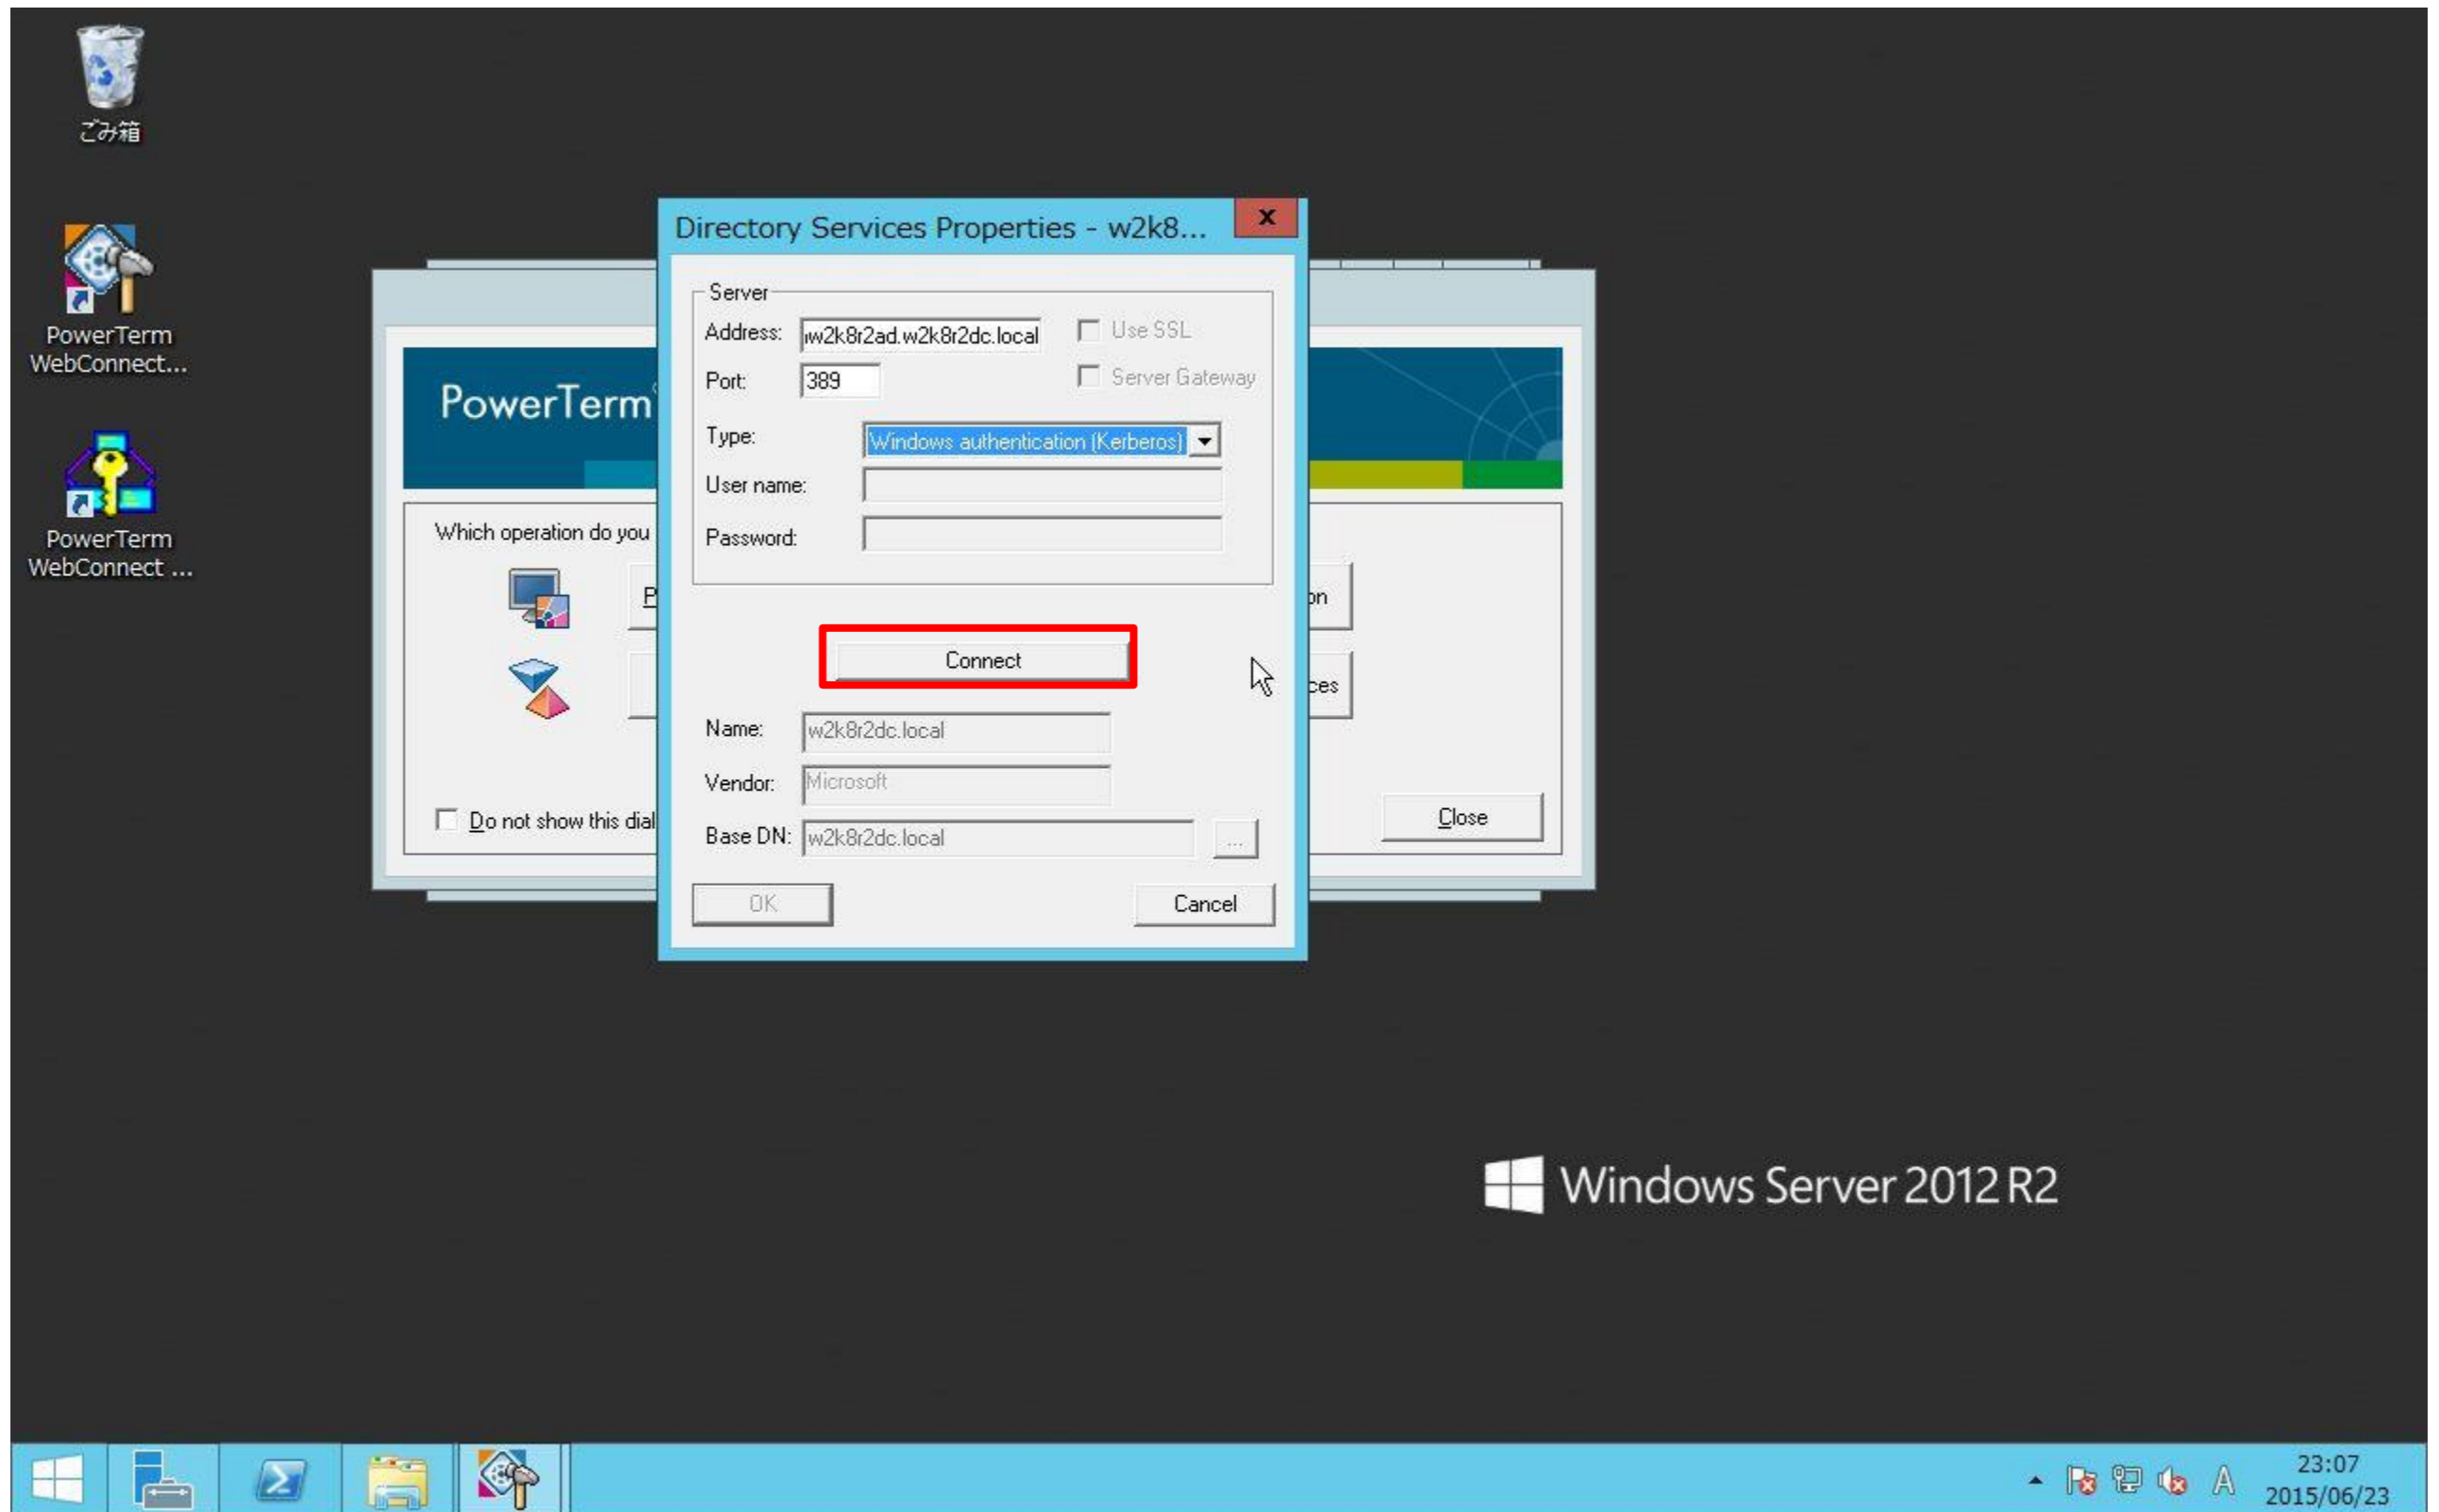 ごみ箱
PowerTerm
WebConnect...
PowerTerm
WebConnect ...
Directory Services Properties - w2k8...
x
Server
Address:
w2k8r2ad.w2k8r2dc.local
Use SSL
Port:
389
Server Gateway
Type:
Windows authentication (Kerberos)
User name:
Password:
Connect
Name:
w2k8r2dc.local
Vendor:
Microsoft
Base DN:
w2k8r2dc.local
...
OK
Cancel
PowerTerm
Which operation do you
P
on
ces
Do not show this dial
Close
Windows Server 2012 R2
A
23:07
2015/06/23